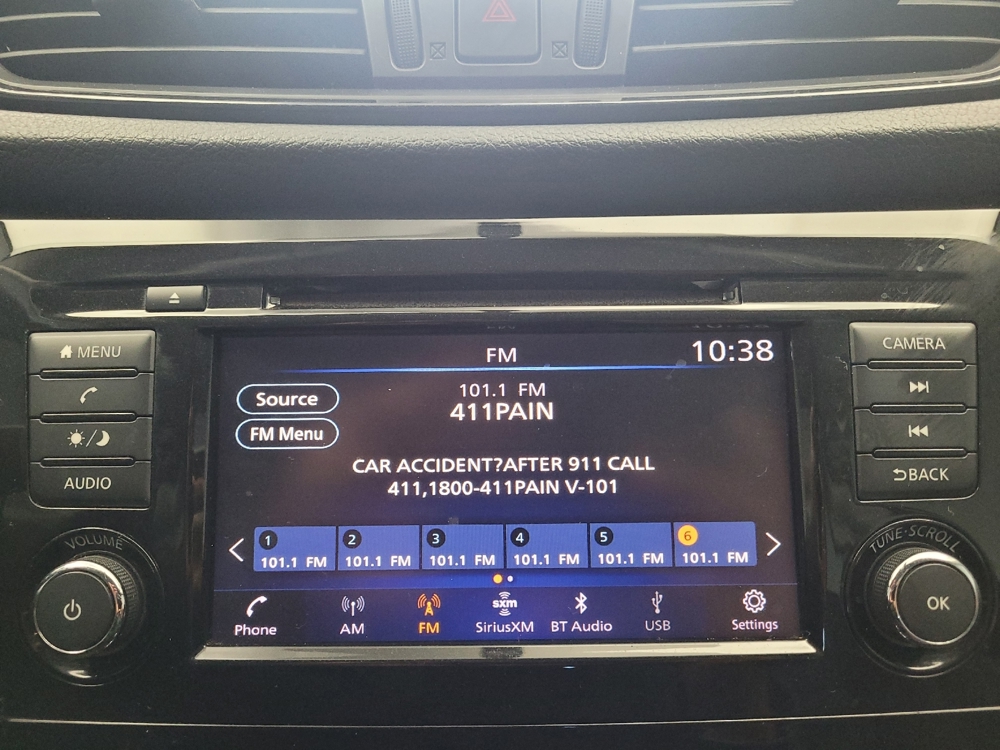 MENU
AUDIO
VOLUME
FM
10:38
101.1 FM
411PAIN
Source
FM Menu
CAR ACCIDENT?AFTER 911 CALL
411,1800-411PAIN V-101
1 2 3 4 5 6
101.1 FM 101.1 FM 101.1 FM 101.1 FM 101.1 FM 101.1 FM
sxm
Phone AM FM SiriusXM BT Audio USB Settings
CAMERA
BACK
TUNE·SCROLL
OK